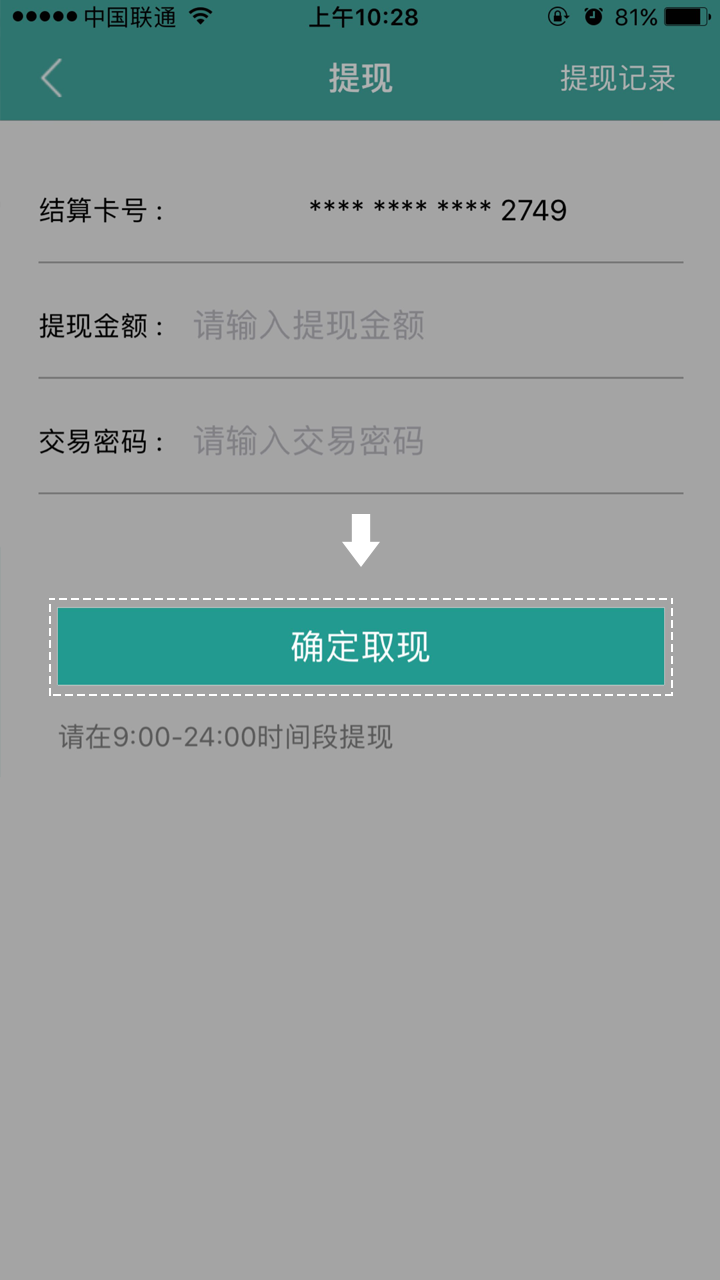 中国联通 上午10:28 81%
提现 提现记录
结算卡号： **** **** **** 2749
提现金额： 请输入提现金额
交易密码： 请输入交易密码
确定取现
请在9:00-24:00时间段提现